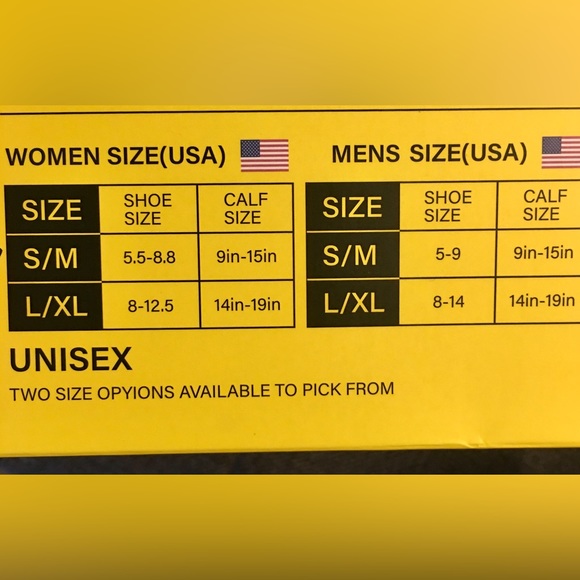 WOMEN SIZE(USA)
SIZE SHOE SIZE CALF SIZE
S/M 5.5-8.8 9in-15in
L/XL 8-12.5 14in-19in
MENS SIZE(USA)
SIZE SHOE SIZE CALF SIZE
S/M 5-9 9in-15in
L/XL 8-14 14in-19in
UNISEX
TWO SIZE OPYIONS AVAILABLE TO PICK FROM